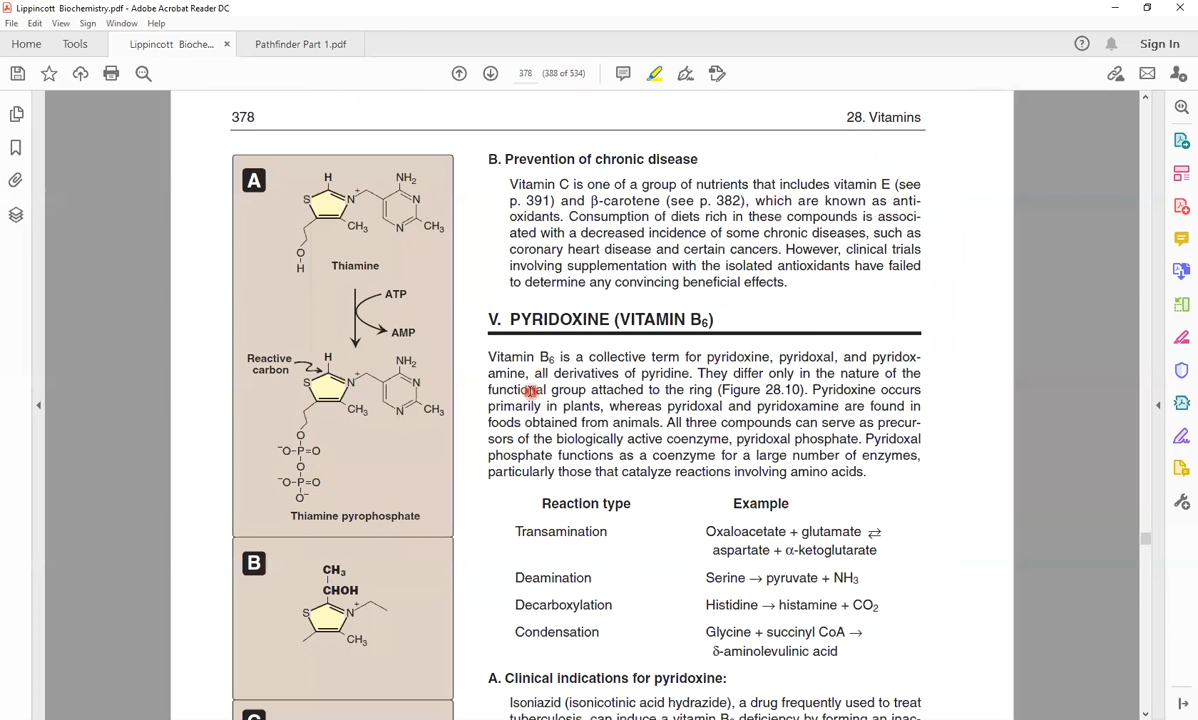 Lippincott Biochemistry.pdf - Adobe Acrobat Reader DC
File Edit View Sign Window Help
Home Tools Lippincott Bioche... × Pathfinder Part 1.pdf Sign In
378 (388 of 534)
378 28. Vitamins
A
H
NH₂
S
N+
N
CH₃
N
CH₃
O
H
Thiamine
ATP
AMP
Reactive
carbon
H
NH₂
S
N+
N
CH₃
N
CH₃
O
⁻O-P=O
O
⁻O-P=O
O⁻
Thiamine pyrophosphate
B
CH₃
CHOH
S
N+
CH₃
C
B. Prevention of chronic disease
Vitamin C is one of a group of nutrients that includes vitamin E (see
p. 391) and β-carotene (see p. 382), which are known as anti-
oxidants. Consumption of diets rich in these compounds is associ-
ated with a decreased incidence of some chronic diseases, such as
coronary heart disease and certain cancers. However, clinical trials
involving supplementation with the isolated antioxidants have failed
to determine any convincing beneficial effects.
V. PYRIDOXINE (VITAMIN B₆)
Vitamin B₆ is a collective term for pyridoxine, pyridoxal, and pyridox-
amine, all derivatives of pyridine. They differ only in the nature of the
functional group attached to the ring (Figure 28.10). Pyridoxine occurs
primarily in plants, whereas pyridoxal and pyridoxamine are found in
foods obtained from animals. All three compounds can serve as precur-
sors of the biologically active coenzyme, pyridoxal phosphate. Pyridoxal
phosphate functions as a coenzyme for a large number of enzymes,
particularly those that catalyze reactions involving amino acids.
Reaction type Example
Transamination Oxaloacetate + glutamate ⇄
aspartate + α-ketoglutarate
Deamination Serine → pyruvate + NH₃
Decarboxylation Histidine → histamine + CO₂
Condensation Glycine + succinyl CoA →
δ-aminolevulinic acid
A. Clinical indications for pyridoxine:
Isoniazid (isonicotinic acid hydrazide), a drug frequently used to treat
tuberculosis, can induce a vitamin B₆ deficiency by forming an inac-